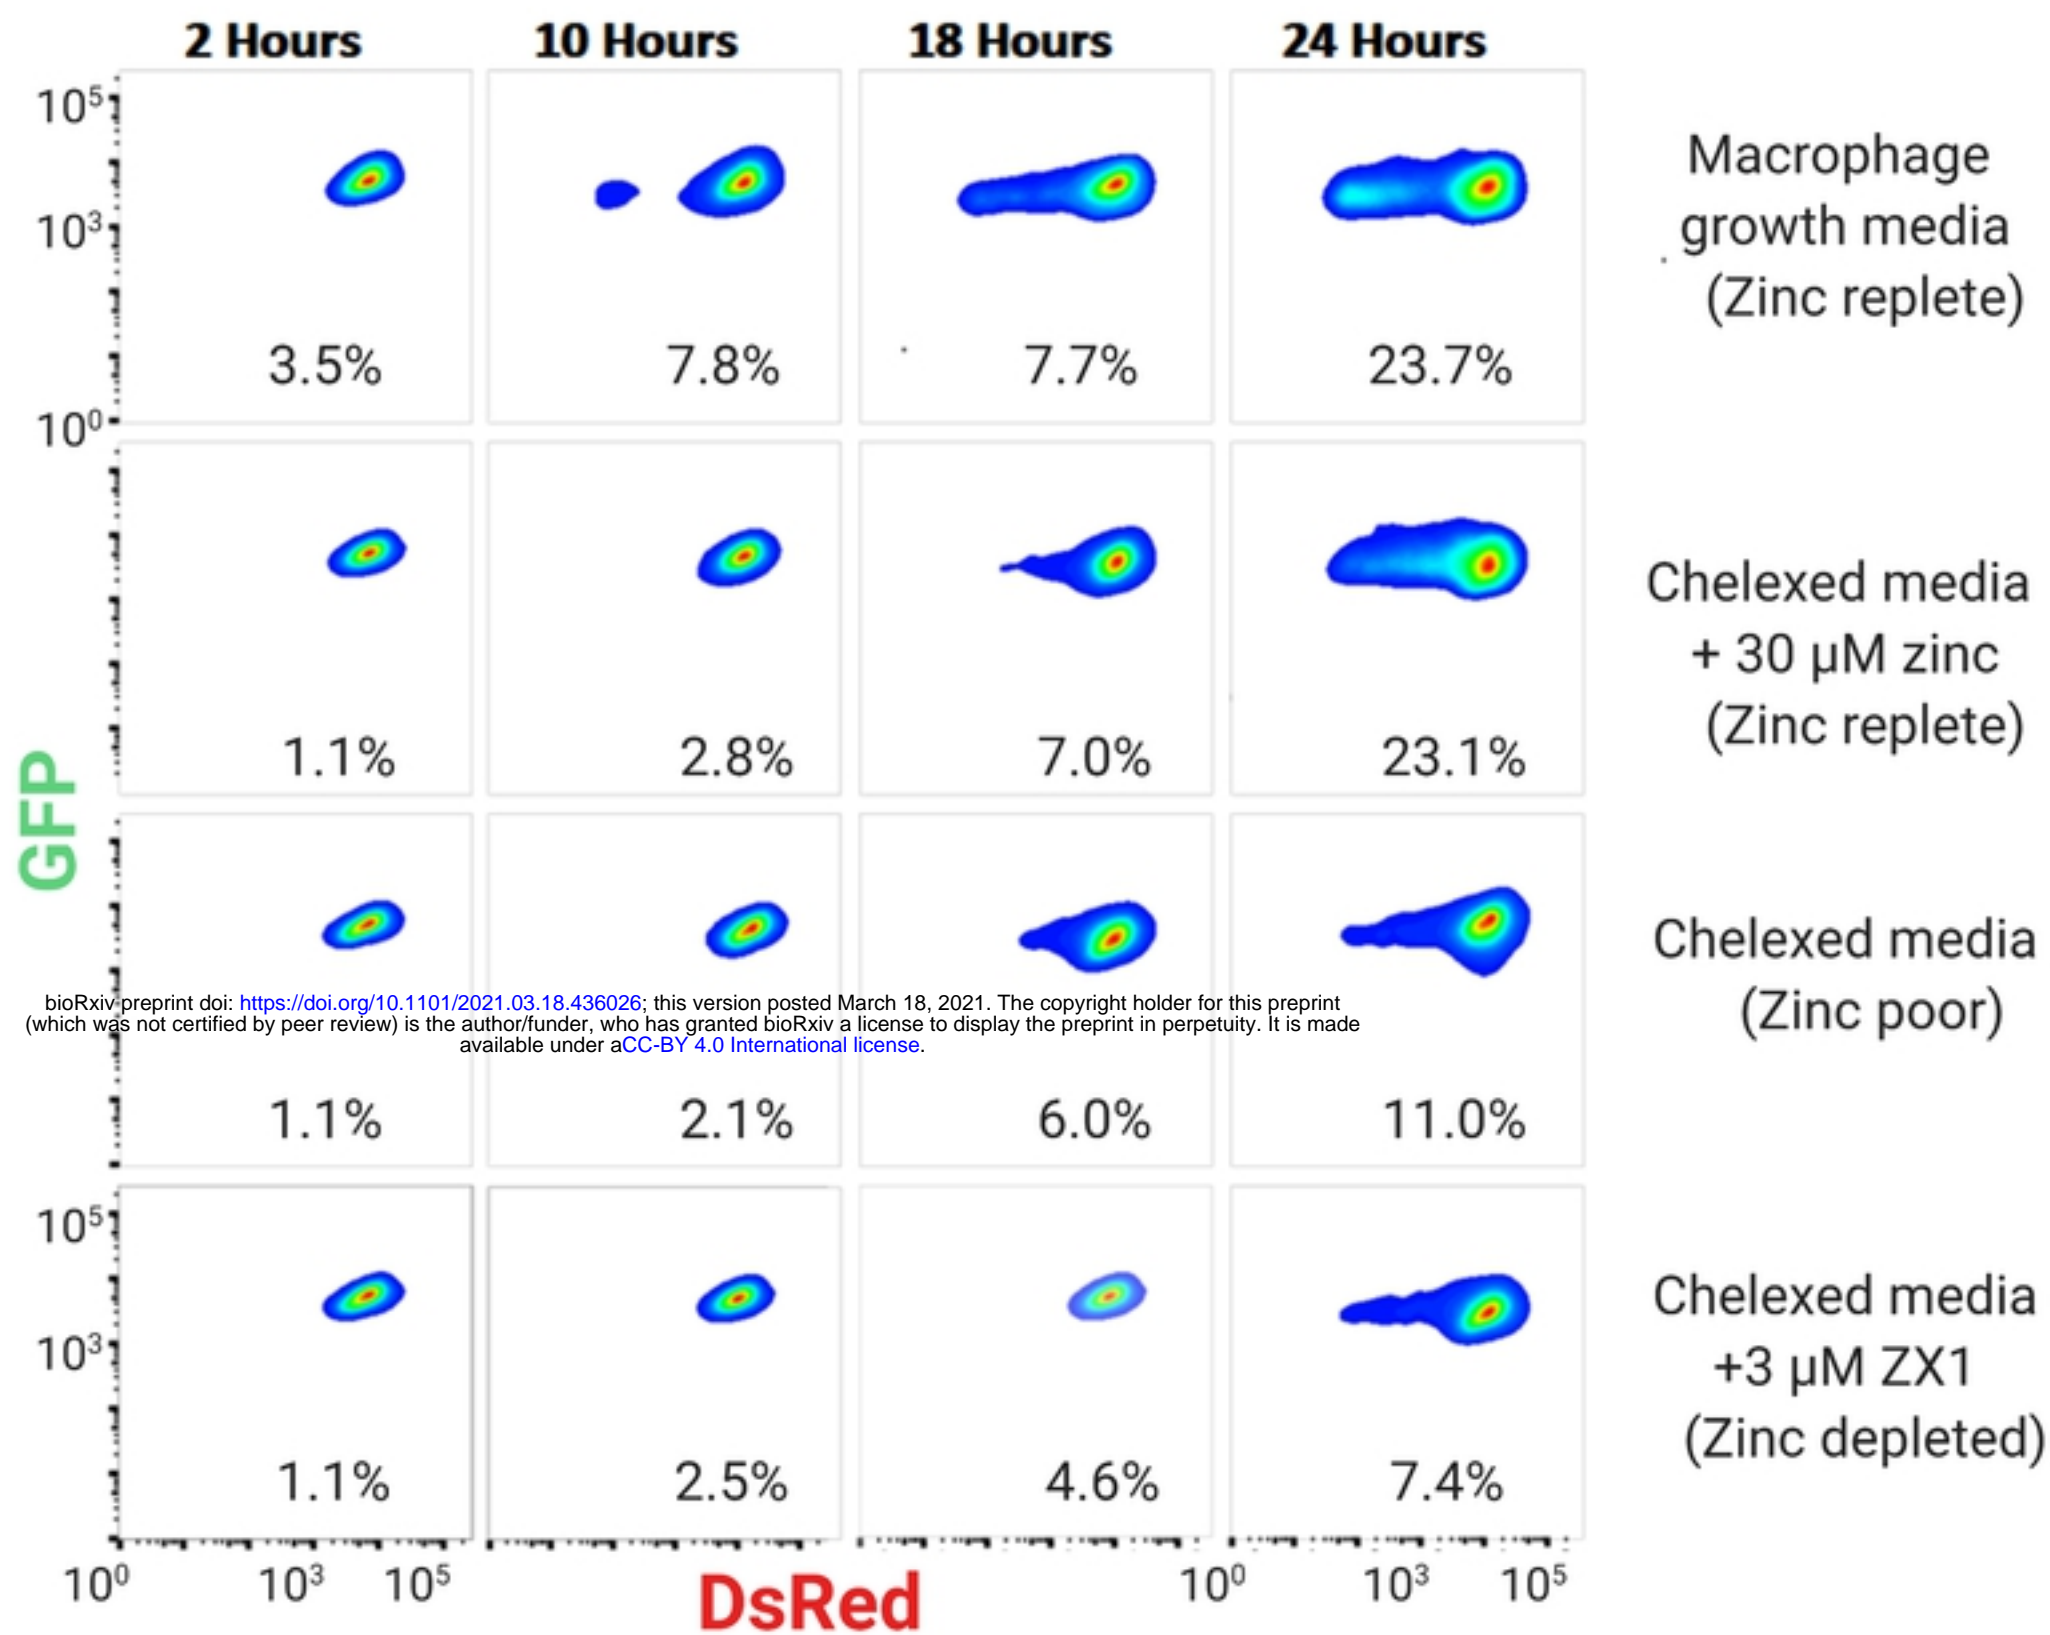 2 Hours 10 Hours 18 Hours 24 Hours
10⁵
10³
10⁰
3.5% 7.8% 7.7% 23.7%
Macrophage
growth media
(Zinc replete)
1.1% 2.8% 7.0% 23.1%
Chelexed media
+ 30 µM zinc
(Zinc replete)
GFP
Chelexed media
(Zinc poor)
bioRxiv preprint doi: https://doi.org/10.1101/2021.03.18.436026; this version posted March 18, 2021. The copyright holder for this preprint
(which was not certified by peer review) is the author/funder, who has granted bioRxiv a license to display the preprint in perpetuity. It is made
available under aCC-BY 4.0 International license.
1.1% 2.1% 6.0% 11.0%
10⁵
10³
Chelexed media
+3 µM ZX1
(Zinc depleted)
1.1% 2.5% 4.6% 7.4%
10⁰ 10³ 10⁵ 10⁰ 10³ 10⁵
DsRed